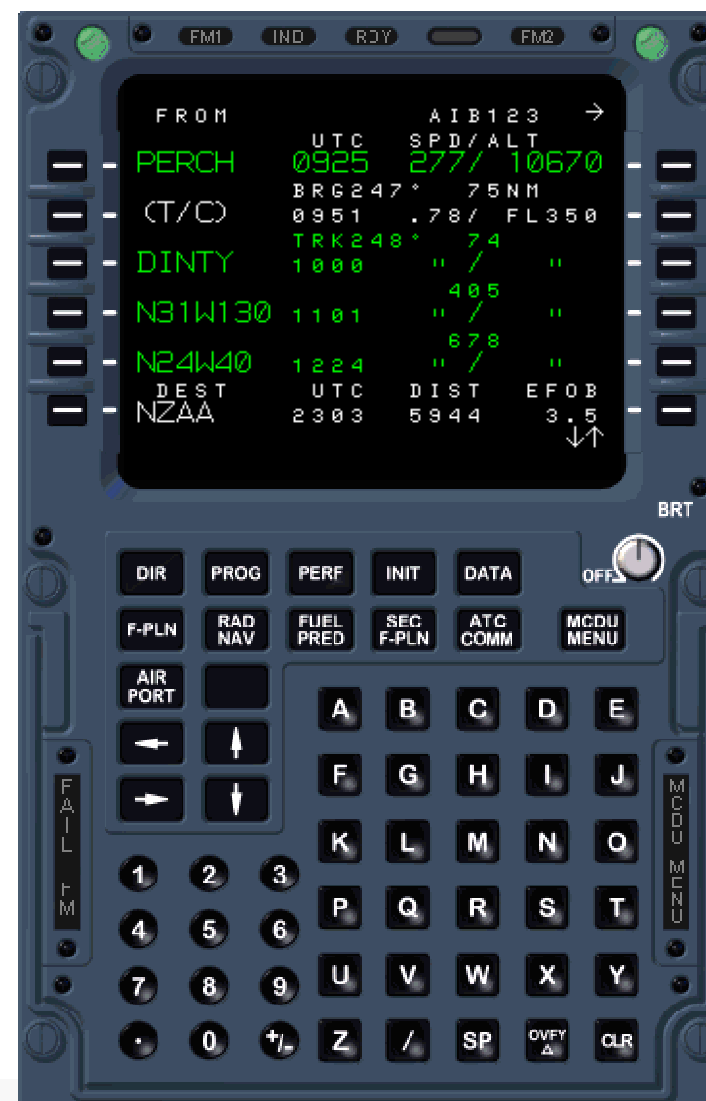 FM1 IND RDY FM2
FROM AIB123 →
UTC SPD/ALT
PERCH 0925 277/ 10670
BRG247° 75NM
(T/C) 0951 .78/ FL350
TRK248° 74
DINTY 1000 " / "
405
N31W130 1101 " / "
678
N24W40 1224 " / "
DEST UTC DIST EFOB
NZAA 2303 5944 3.5
↓↑
BRT
OFF
DIR PROG PERF INIT DATA
F-PLN RAD NAV FUEL PRED SEC F-PLN ATC COMM MCDU MENU
AIR PORT
← ↑
→ ↓
A B C D E
F G H I J
K L M N O
P Q R S T
U V W X Y
Z / SP OVFY Δ CLR
1 2 3
4 5 6
7 8 9
. 0 +/-
FAIL FM
MCDU MENU